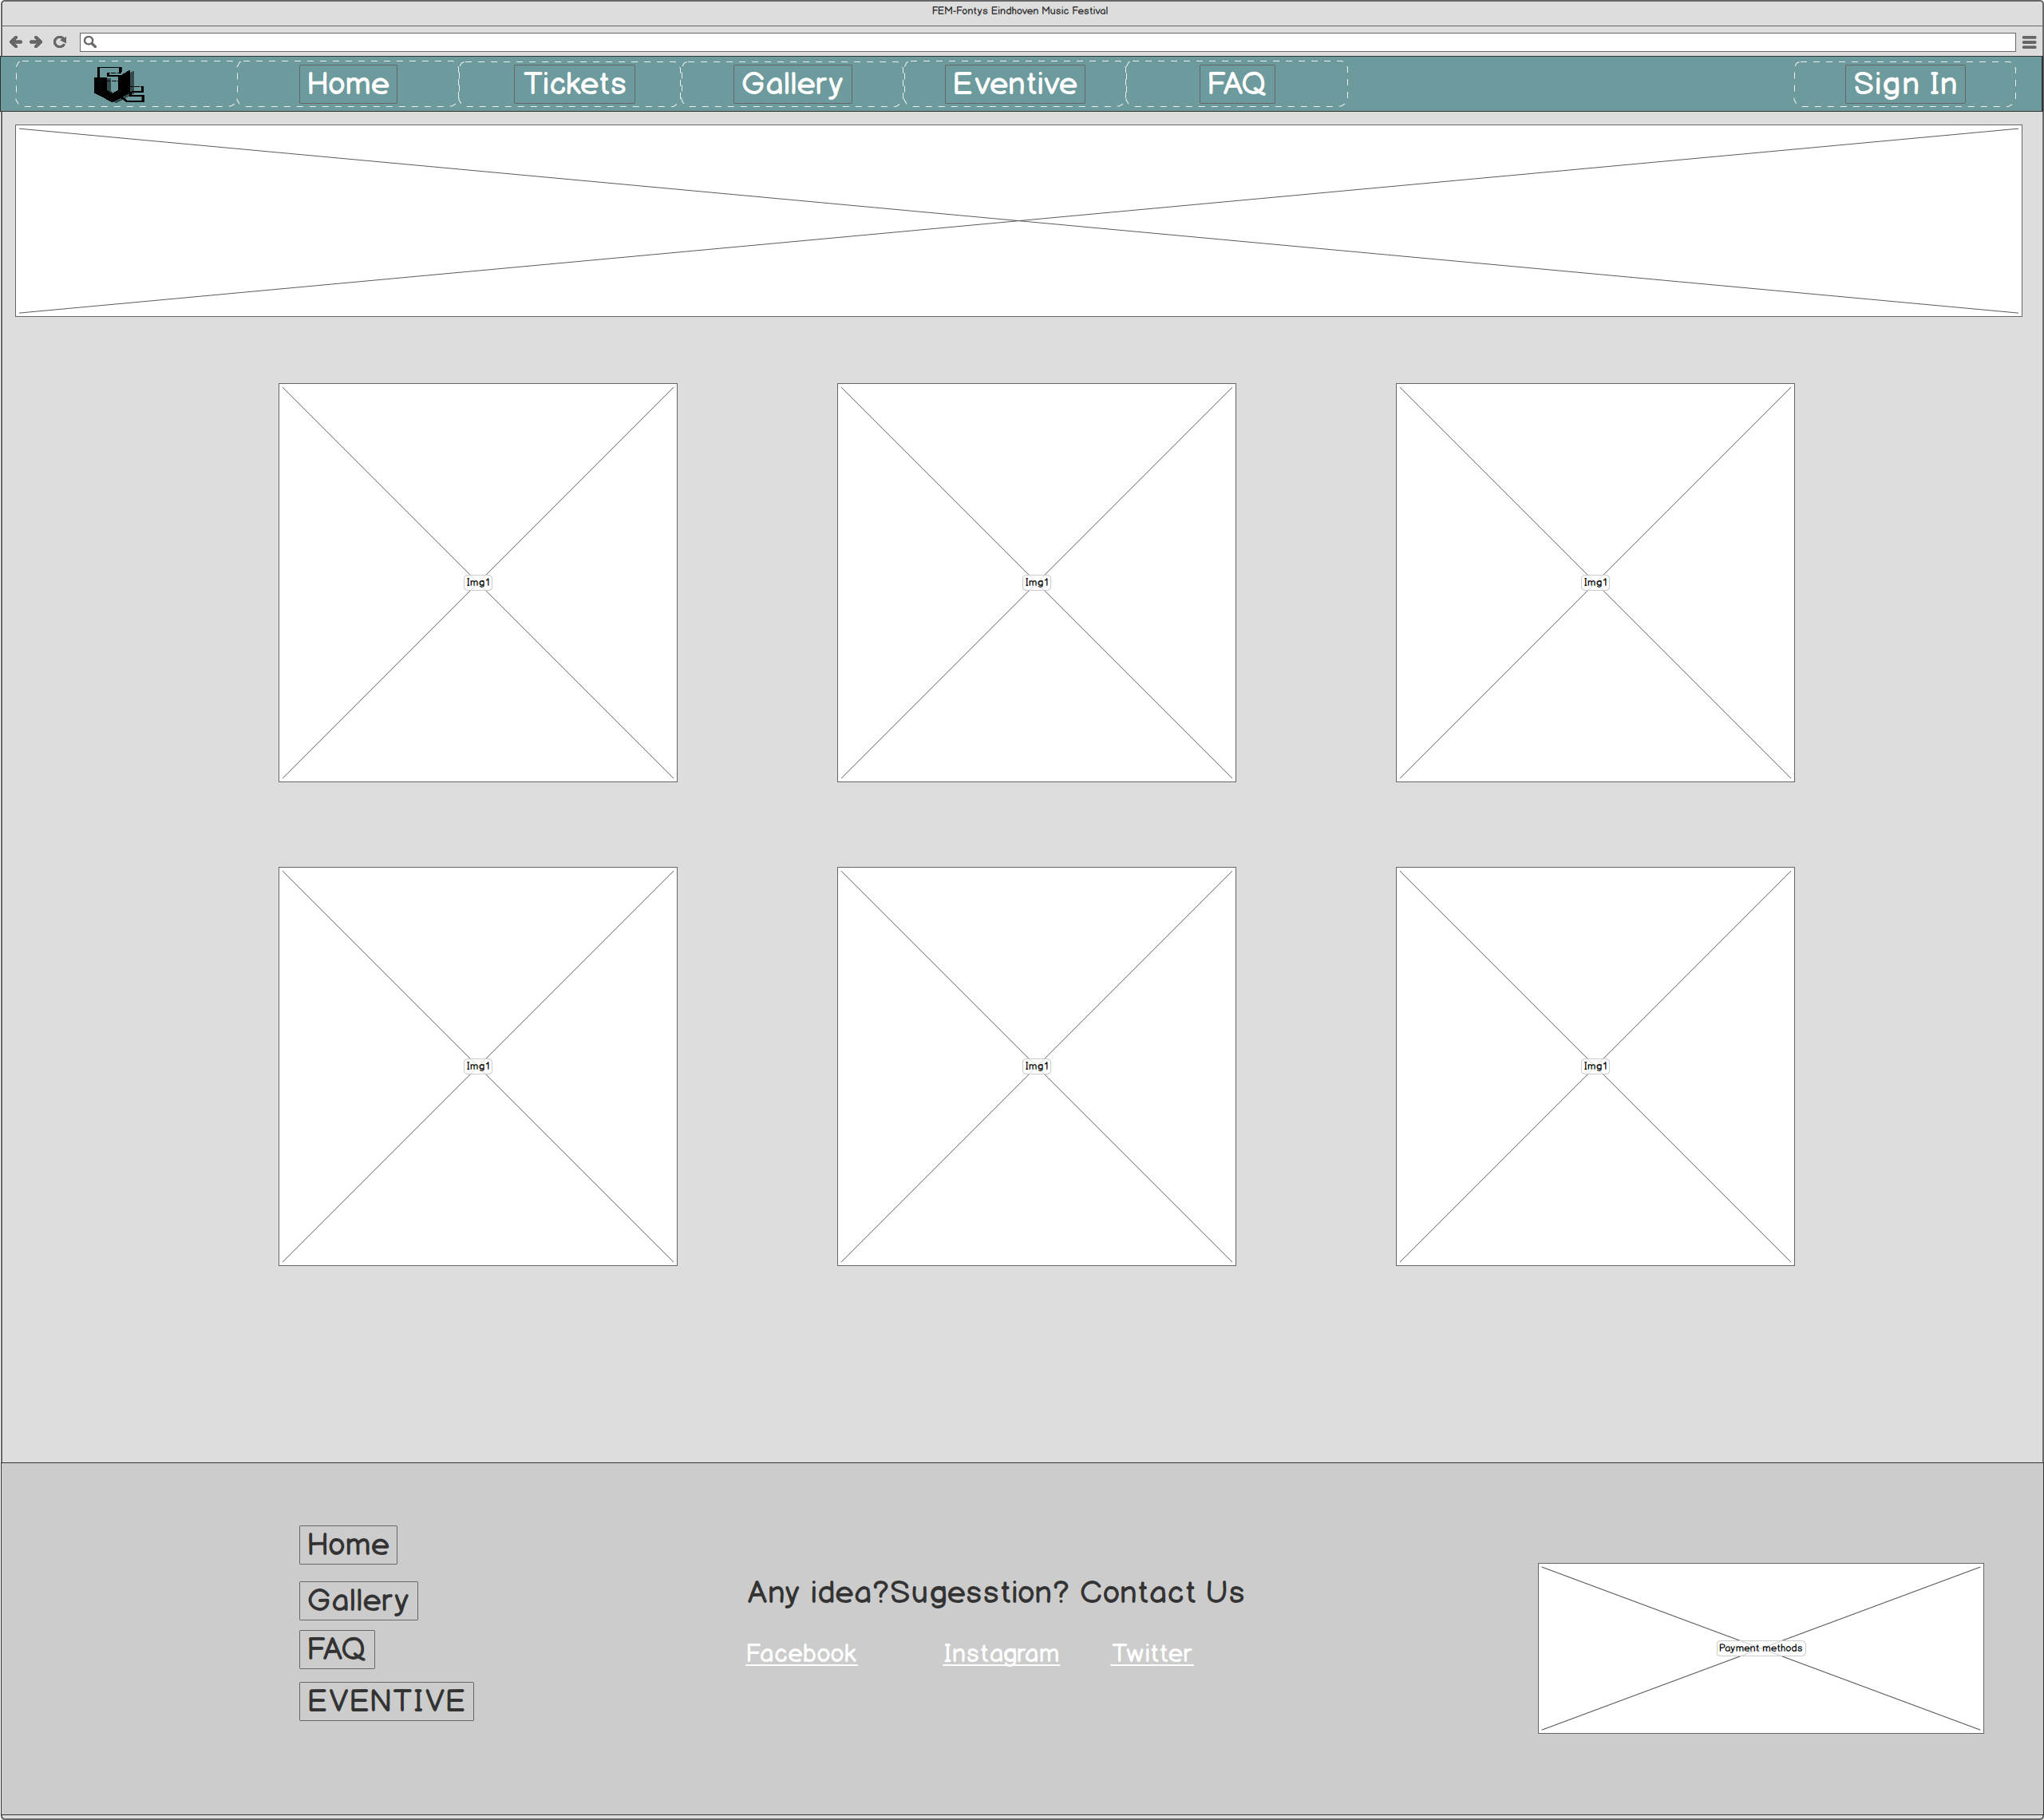 FEM-Fontys Eindhoven Music Festival
Home Tickets Gallery Eventive FAQ Sign In
Img1 Img1 Img1
Img1 Img1 Img1
Home
Gallery
FAQ
EVENTIVE
Any idea?Sugesstion? Contact Us
Facebook Instagram Twitter
Payment methods